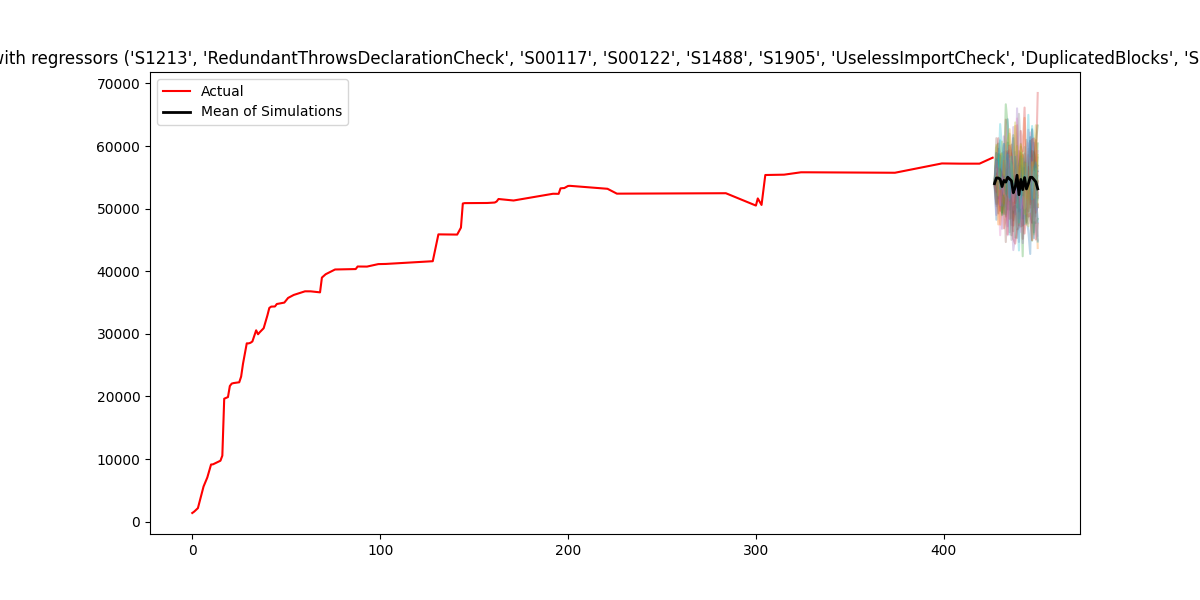 with regressors ('S1213', 'RedundantThrowsDeclarationCheck', 'S00117', 'S00122', 'S1488', 'S1905', 'UselessImportCheck', 'DuplicatedBlocks', 'S
Actual
Mean of Simulations
70000
60000
50000
40000
30000
20000
10000
0
0 100 200 300 400